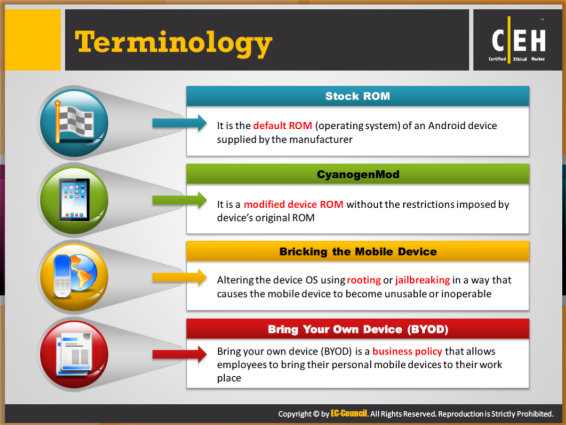 Terminology
C|EH
Certified Ethical Hacker
Stock ROM
It is the default ROM (operating system) of an Android device
supplied by the manufacturer
CyanogenMod
It is a modified device ROM without the restrictions imposed by
device's original ROM
Bricking the Mobile Device
Altering the device OS using rooting or jailbreaking in a way that
causes the mobile device to become unusable or inoperable
Bring Your Own Device (BYOD)
Bring your own device (BYOD) is a business policy that allows
employees to bring their personal mobile devices to their work
place
Copyright © by EC-Council. All Rights Reserved. Reproduction is Strictly Prohibited.